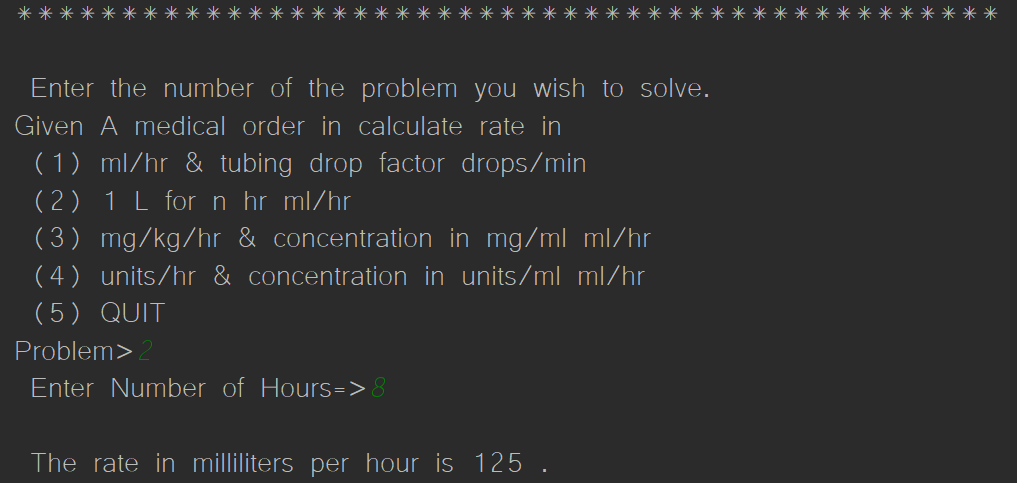 * * * * * * * * * * * * * * * * * * * * * * * * * * * * * * * * * * * * * * * * * * * * * * *
Enter the number of the problem you wish to solve.
Given A medical order in calculate rate in
(1) ml/hr & tubing drop factor drops/min
(2) 1 L for n hr ml/hr
(3) mg/kg/hr & concentration in mg/ml ml/hr
(4) units/hr & concentration in units/ml ml/hr
(5) QUIT
Problem>2
Enter Number of Hours=>8
The rate in milliliters per hour is 125 .